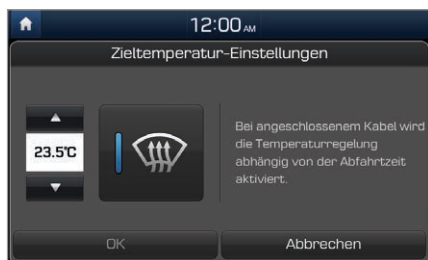 12:00 AM
Zieltemperatur-Einstellungen
23.5°C
Bei angeschlossenem Kabel wird
die Temperaturregelung
abhängig von der Abfahrtzeit
aktiviert.
OK
Abbrechen